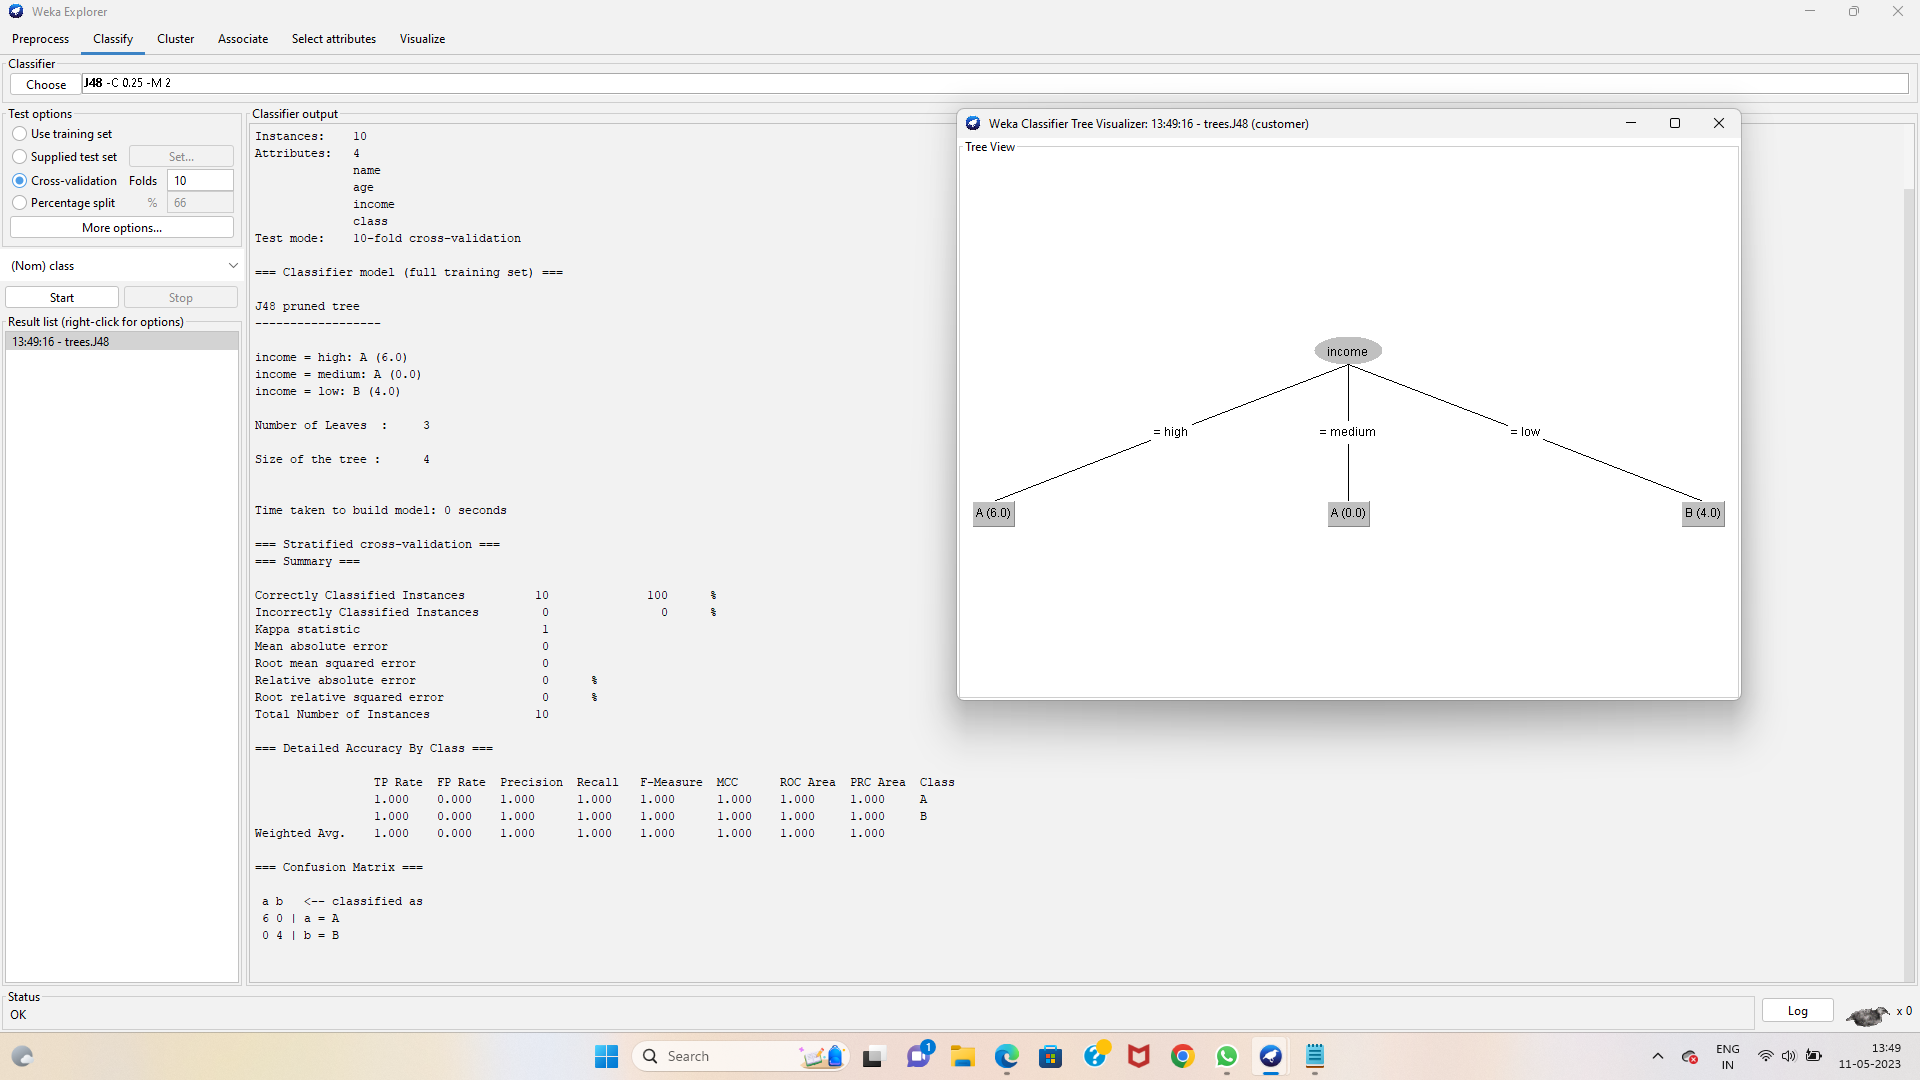 Weka Explorer
Preprocess Classify Cluster Associate Select attributes Visualize
Classifier
Choose J48 -C 0.25 -M 2
Test options
Use training set
Supplied test set Set...
Cross-validation Folds 10
Percentage split % 66
More options...
(Nom) class
Start Stop
Result list (right-click for options)
13:49:16 - trees.J48
Classifier output
Instances: 10
Attributes: 4
name
age
income
class
Test mode: 10-fold cross-validation
=== Classifier model (full training set) ===
J48 pruned tree
------------------
income = high: A (6.0)
income = medium: A (0.0)
income = low: B (4.0)
Number of Leaves : 3
Size of the tree : 4
Time taken to build model: 0 seconds
=== Stratified cross-validation ===
=== Summary ===
Correctly Classified Instances 10 100 %
Incorrectly Classified Instances 0 0 %
Kappa statistic 1
Mean absolute error 0
Root mean squared error 0
Relative absolute error 0 %
Root relative squared error 0 %
Total Number of Instances 10
=== Detailed Accuracy By Class ===
TP Rate FP Rate Precision Recall F-Measure MCC ROC Area PRC Area Class
1.000 0.000 1.000 1.000 1.000 1.000 1.000 1.000 A
1.000 0.000 1.000 1.000 1.000 1.000 1.000 1.000 B
Weighted Avg. 1.000 0.000 1.000 1.000 1.000 1.000 1.000 1.000
=== Confusion Matrix ===
a b <-- classified as
6 0 | a = A
0 4 | b = B
Weka Classifier Tree Visualizer: 13:49:16 - trees.J48 (customer)
Tree View
income
= high = medium = low
A (6.0) A (0.0) B (4.0)
Status
OK
Log x 0
Search
1
ENG
IN
13:49
11-05-2023